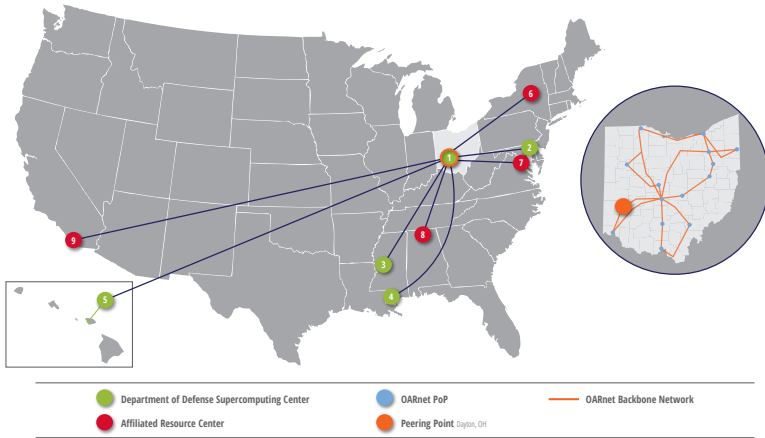 6
1
2
7
9
8
3
4
5
Department of Defense Supercomputing Center
OARnet PoP
OARnet Backbone Network
Affiliated Resource Center
Peering Point Dayton, OH